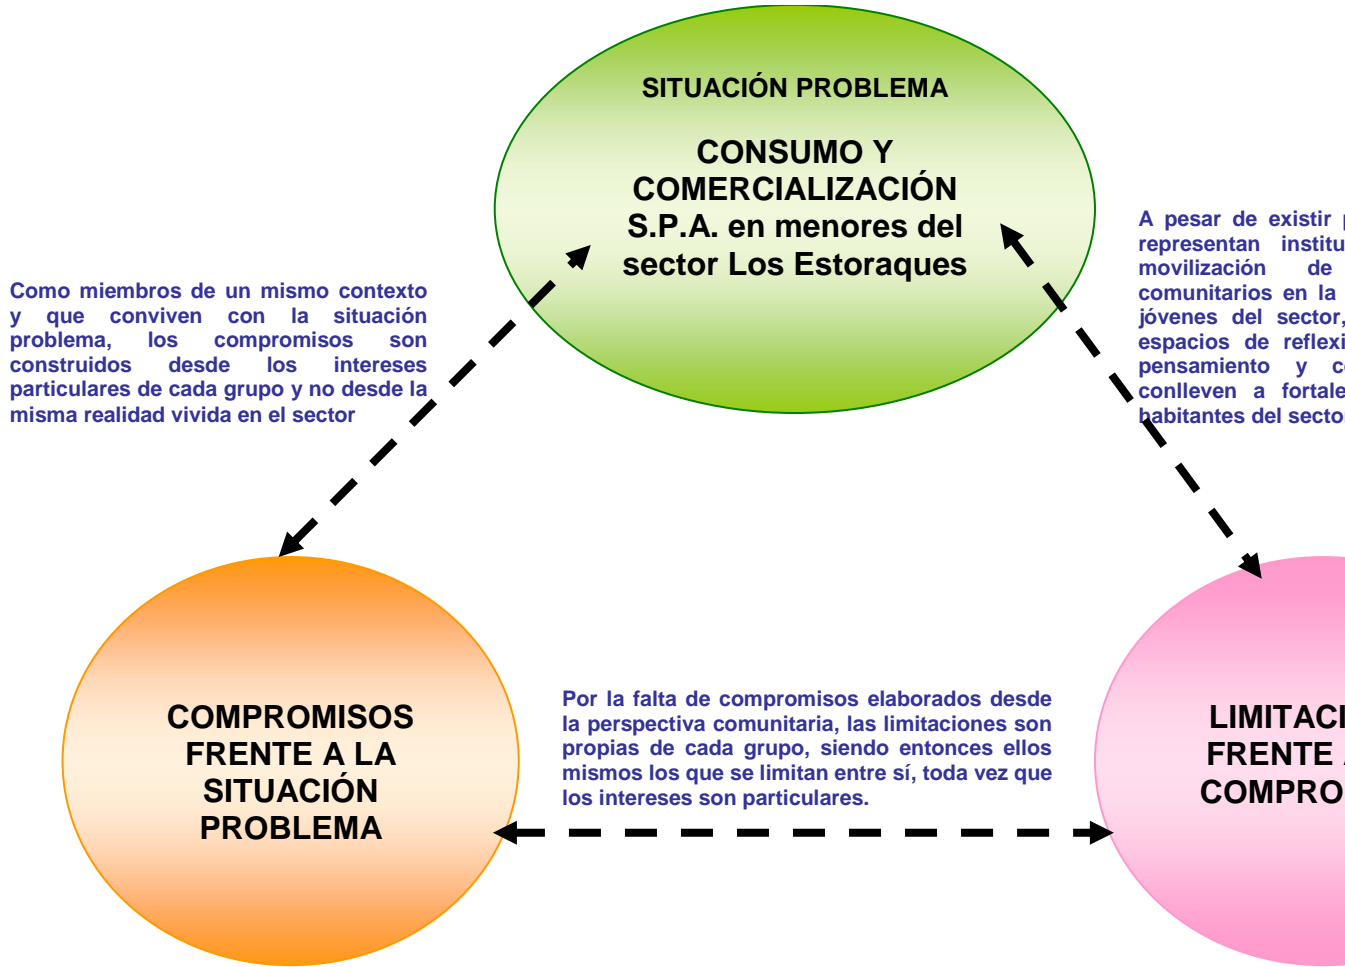 SITUACIÓN PROBLEMA
CONSUMO Y
COMERCIALIZACIÓN
S.P.A. en menores del
sector Los Estoraques
Como miembros de un mismo contexto
y que conviven con la situación
problema, los compromisos son
construidos desde los intereses
particulares de cada grupo y no desde la
misma realidad vivida en el sector
A pesar de existir
representan
movilización de
comunitarios en la
jóvenes del sector,
espacios de
pensamiento y
conlleven a
habitantes del
COMPROMISOS
FRENTE A LA
SITUACIÓN
PROBLEMA
Por la falta de compromisos elaborados desde
la perspectiva comunitaria, las limitaciones son
propias de cada grupo, siendo entonces ellos
mismos los que se limitan entre sí, toda vez que
los intereses son particulares.
FRENTE